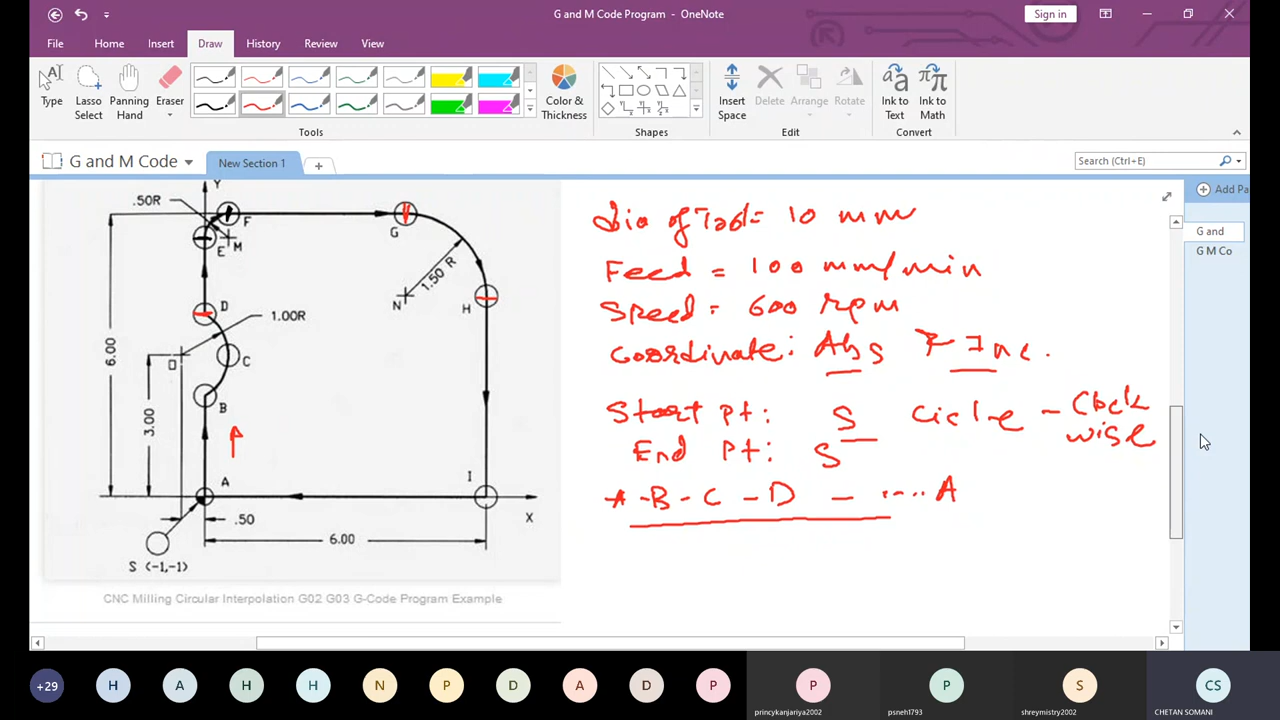 G and M Code Program - OneNote
Sign in
File Home Insert Draw History Review View
Type
Lasso Select
Panning Hand
Eraser
Color & Thickness
Insert Space
Delete
Arrange
Rotate
Ink to Text
Ink to Math
Tools
Shapes
Edit
Convert
G and M Code
New Section 1
Search (Ctrl+E)
Add Pa
G and
G M Co
Y
.50R
F
G
E M
1.50 R
N
H
D
1.00R
6.00
O
C
3.00
B
A
I
X
.50
6.00
S (-1,-1)
CNC Milling Circular Interpolation G02 G03 G-Code Program Example
Dia of Tool = 10 mm
Feed = 100 mm/min
Speed = 600 rpm
Coordinate: Abs & Inc.
Start pt: S Circle - Clock wise
End pt: S
A - B - C - D - .... A
+29 H A H H N P D A D P P P S CS
princykanjariya2002 psneh1793 shreymistry2002 CHETAN SOMANI